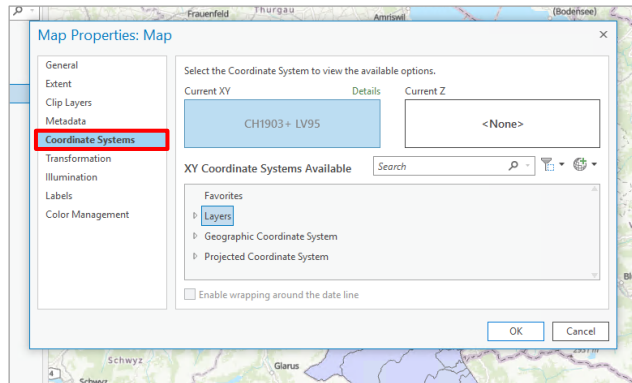 Frauenfeld
Thurgau
Amriswil
(Bodensee)
Map Properties: Map
General
Extent
Clip Layers
Metadata
Coordinate Systems
Transformation
Illumination
Labels
Color Management
Select the Coordinate System to view the available options.
Current XY Details Current Z
CH1903+ LV95 <None>
XY Coordinate Systems Available Search
Favorites
Layers
Geographic Coordinate System
Projected Coordinate System
Enable wrapping around the date line
OK Cancel
Schwyz
Glarus
Schwyz